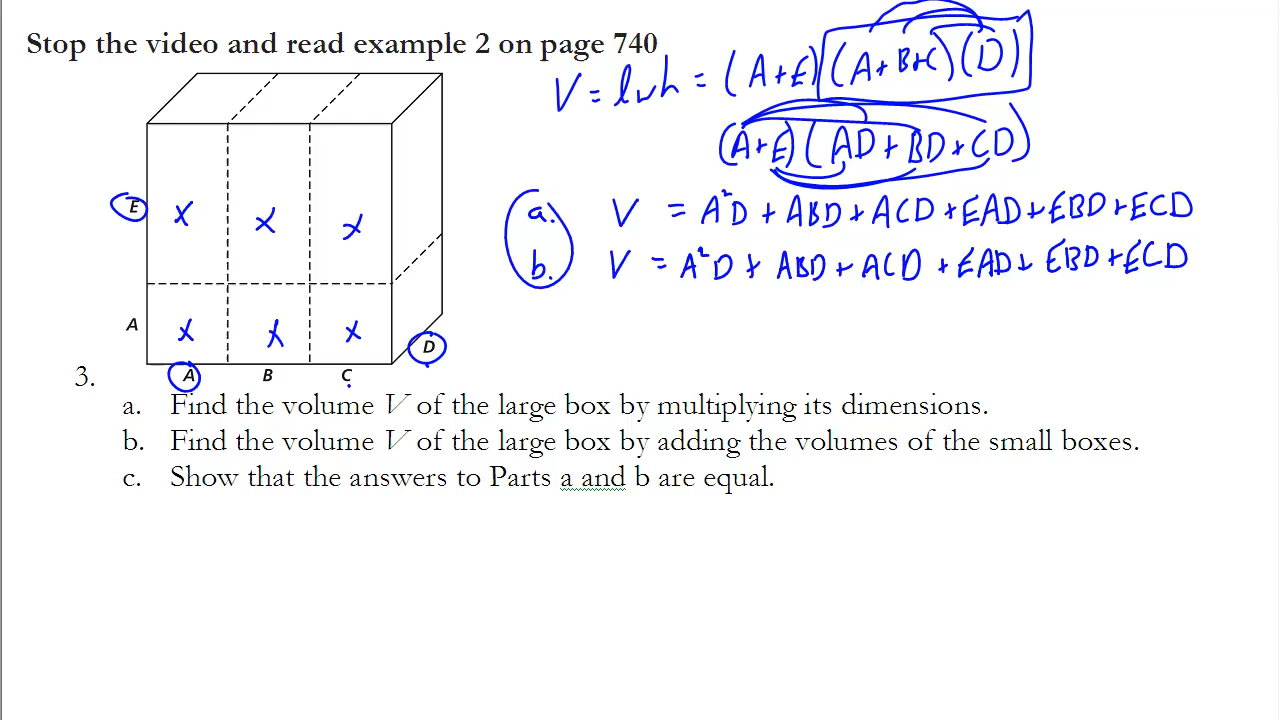 Stop the video and read example 2 on page 740
V = lwh = (A+E)(A+B+C)(D)
(A+E)(AD+BD+CD)
a. V = A²D + ABD + ACD + EAD + EBD + ECD
b. V = A²D + ABD + ACD + EAD + EBD + ECD
E
X X X
A
X X X
D
A B C
3.
a. Find the volume V of the large box by multiplying its dimensions.
b. Find the volume V of the large box by adding the volumes of the small boxes.
c. Show that the answers to Parts a and b are equal.